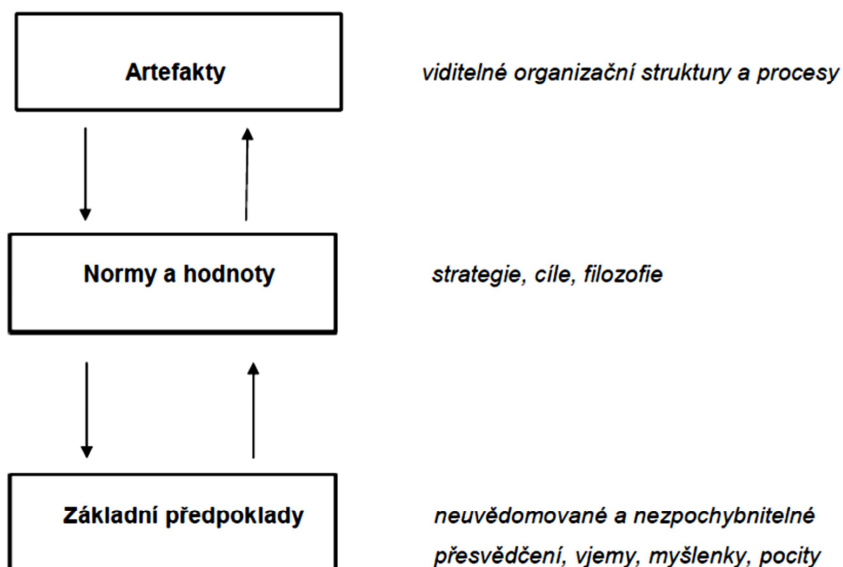 Artefakty
viditelné organizační struktury a procesy
Normy a hodnoty
strategie, cíle, filozofie
Základní předpoklady
neuvědomované a nezpochybnitelné
přesvědčení, vjemy, myšlenky, pocity